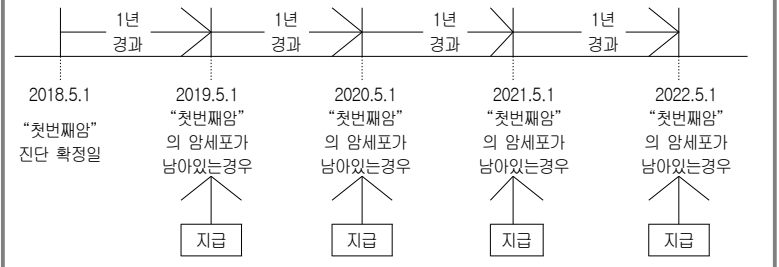 1년 1년 1년 1년
경과 경과 경과 경과
2018.5.1 2019.5.1 2020.5.1 2021.5.1 2022.5.1
“첫번째암” “첫번째암” “첫번째암” “첫번째암” “첫번째암”
진단 확정일 의 암세포가 의 암세포가 의 암세포가 의 암세포가
남아있는경우 남아있는경우 남아있는경우 남아있는경우
지급 지급 지급 지급